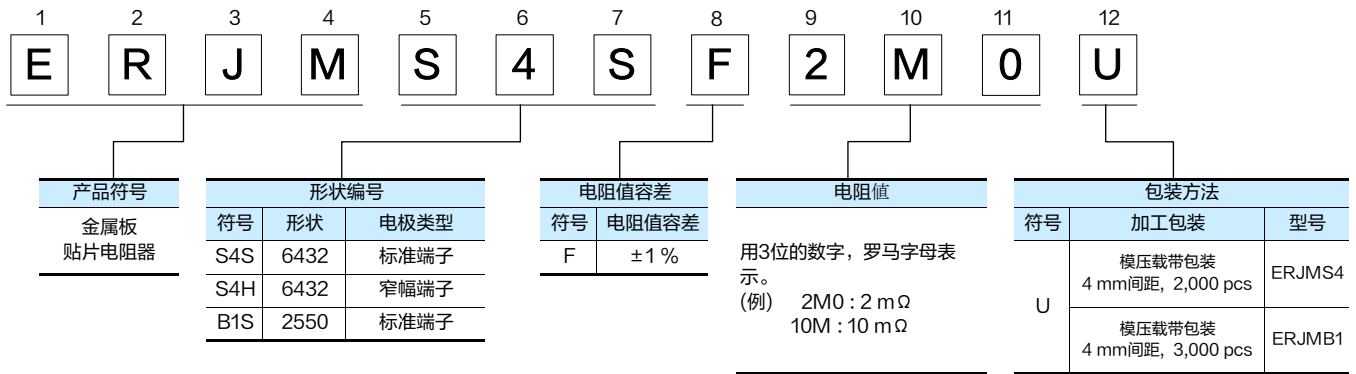 1 2 3 4 5 6 7 8 9 10 11 12
E R J M S 4 S F 2 M 0 U
产品符号
金属板
贴片电阻器
形状编号
符号 形状 电极类型
S4S 6432 标准端子
S4H 6432 窄幅端子
B1S 2550 标准端子
电阻值容差
符号 电阻值容差
F ±1 %
电阻値
用3位的数字，罗马字母表
示。
(例) 2M0 : 2 mΩ
10M : 10 mΩ
包装方法
符号 加工包装 型号
U
模压载带包装
4 mm间距, 2,000 pcs
ERJMS4
模压载带包装
4 mm间距, 3,000 pcs
ERJMB1